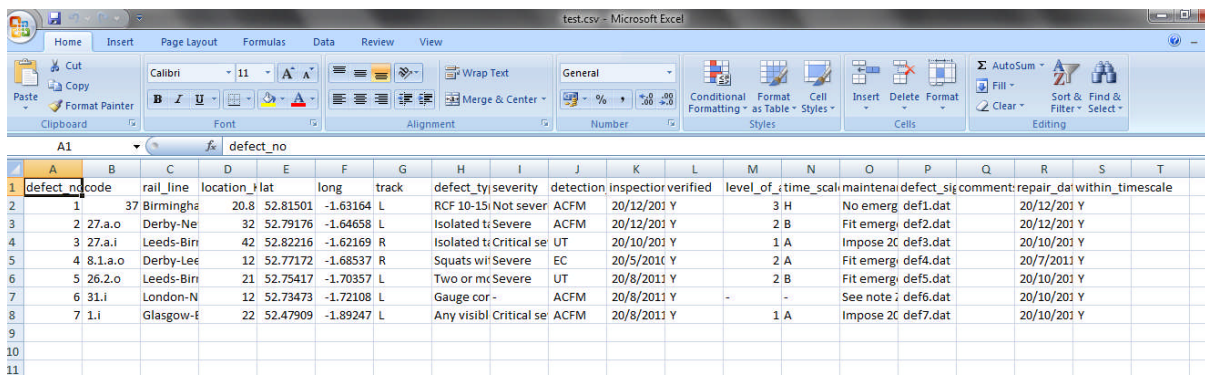 test.csv - Microsoft Excel
Home Insert Page Layout Formulas Data Review View
Cut
Copy
Paste
Format Painter
Clipboard
Calibri 11 A A
B I U A
Font
Wrap Text
Merge & Center
Alignment
General
% ,
Number
Conditional Formatting
Format as Table
Cell Styles
Styles
Insert Delete Format
Cells
Σ AutoSum
Fill
Clear
Sort & Filter
Find & Select
Editing
A1 fx defect_no
A B C D E F G H I J K L M N O P Q R S T
1 defect_no code rail_line location_ lat long track defect_ty severity detection inspection verified level_of_ time_scal maintena defect_sig comment repair_da within_timescale
2 1 37 Birmingha 20.8 52.81501 -1.63164 L RCF 10-15 Not sever ACFM 20/12/201 Y 3 H No emerg def1.dat 20/12/201 Y
3 2 27.a.o Derby-Ne 32 52.79176 -1.64658 L Isolated ta Severe ACFM 20/12/201 Y 2 B Fit emerg def2.dat 20/12/201 Y
4 3 27.a.i Leeds-Birr 42 52.82216 -1.62169 R Isolated ta Critical se UT 20/10/201 Y 1 A Impose 20 def3.dat 20/10/201 Y
5 4 8.1.a.o Derby-Lee 12 52.77172 -1.68537 R Squats wi Severe EC 20/5/2010 Y 2 A Fit emerg def4.dat 20/7/2011 Y
6 5 26.2.o Leeds-Birr 21 52.75417 -1.70357 L Two or mo Severe UT 20/8/2011 Y 2 B Fit emerg def5.dat 20/10/201 Y
7 6 31.i London-N 12 52.73473 -1.72108 L Gauge cor - ACFM 20/8/2011 Y - - See note def6.dat 20/10/201 Y
8 7 1.i Glasgow-E 22 52.47909 -1.89247 L Any visibl Critical se ACFM 20/8/2011 Y 1 A Impose 20 def7.dat 20/10/201 Y
9
10
11